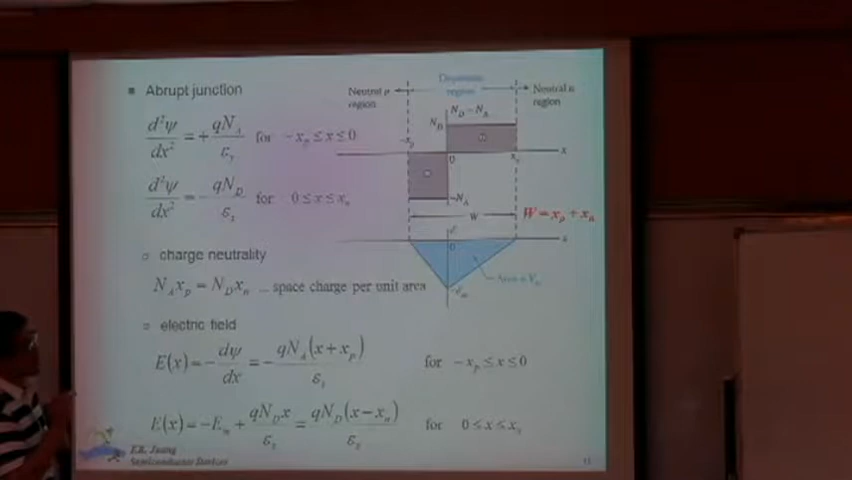 ■ Abrupt junction
d²ψ/dx² = + qN_A/ε_s for −x_p ≤ x ≤ 0
d²ψ/dx² = − qN_D/ε_s for 0 ≤ x ≤ x_n
□ charge neutrality
N_A x_p = N_D x_n ... space charge per unit area
□ electric field
E(x) = − dψ/dx = − qN_A(x + x_p)/ε_s for −x_p ≤ x ≤ 0
E(x) = −E_m + qN_D x/ε_s = qN_D(x − x_n)/ε_s for 0 ≤ x ≤ x_n
Depletion
region
Neutral p
region
Neutral n
region
N_D − N_A
N_D
−x_p
0
x_n
x
−N_A
W
W = x_p + x_n
0
x
−E_m
Semiconductor Devices